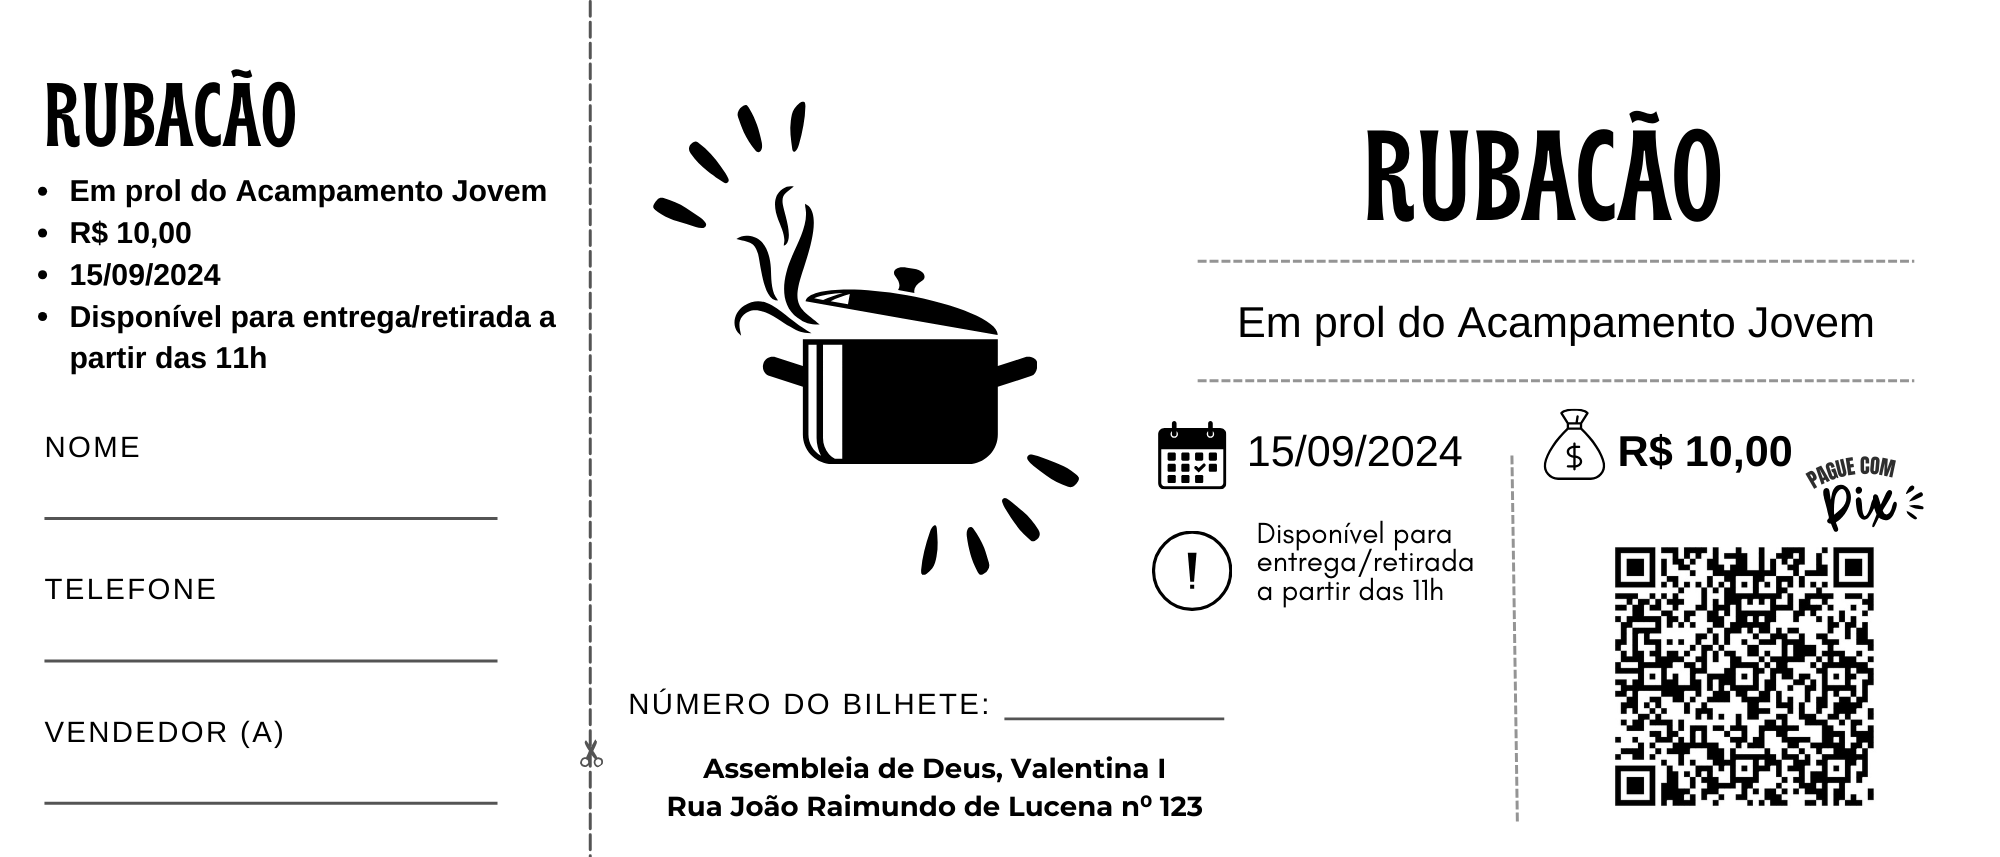 RUBACÃO
• Em prol do Acampamento Jovem
• R$ 10,00
• 15/09/2024
• Disponível para entrega/retirada a
partir das 11h
NOME
TELEFONE
VENDEDOR (A)
NÚMERO DO BILHETE:
Assembleia de Deus, Valentina I
Rua João Raimundo de Lucena nº 123
RUBACÃO
Em prol do Acampamento Jovem
15/09/2024
Disponível para
entrega/retirada
a partir das 11h
$
R$ 10,00
PAGUE COM
Pix